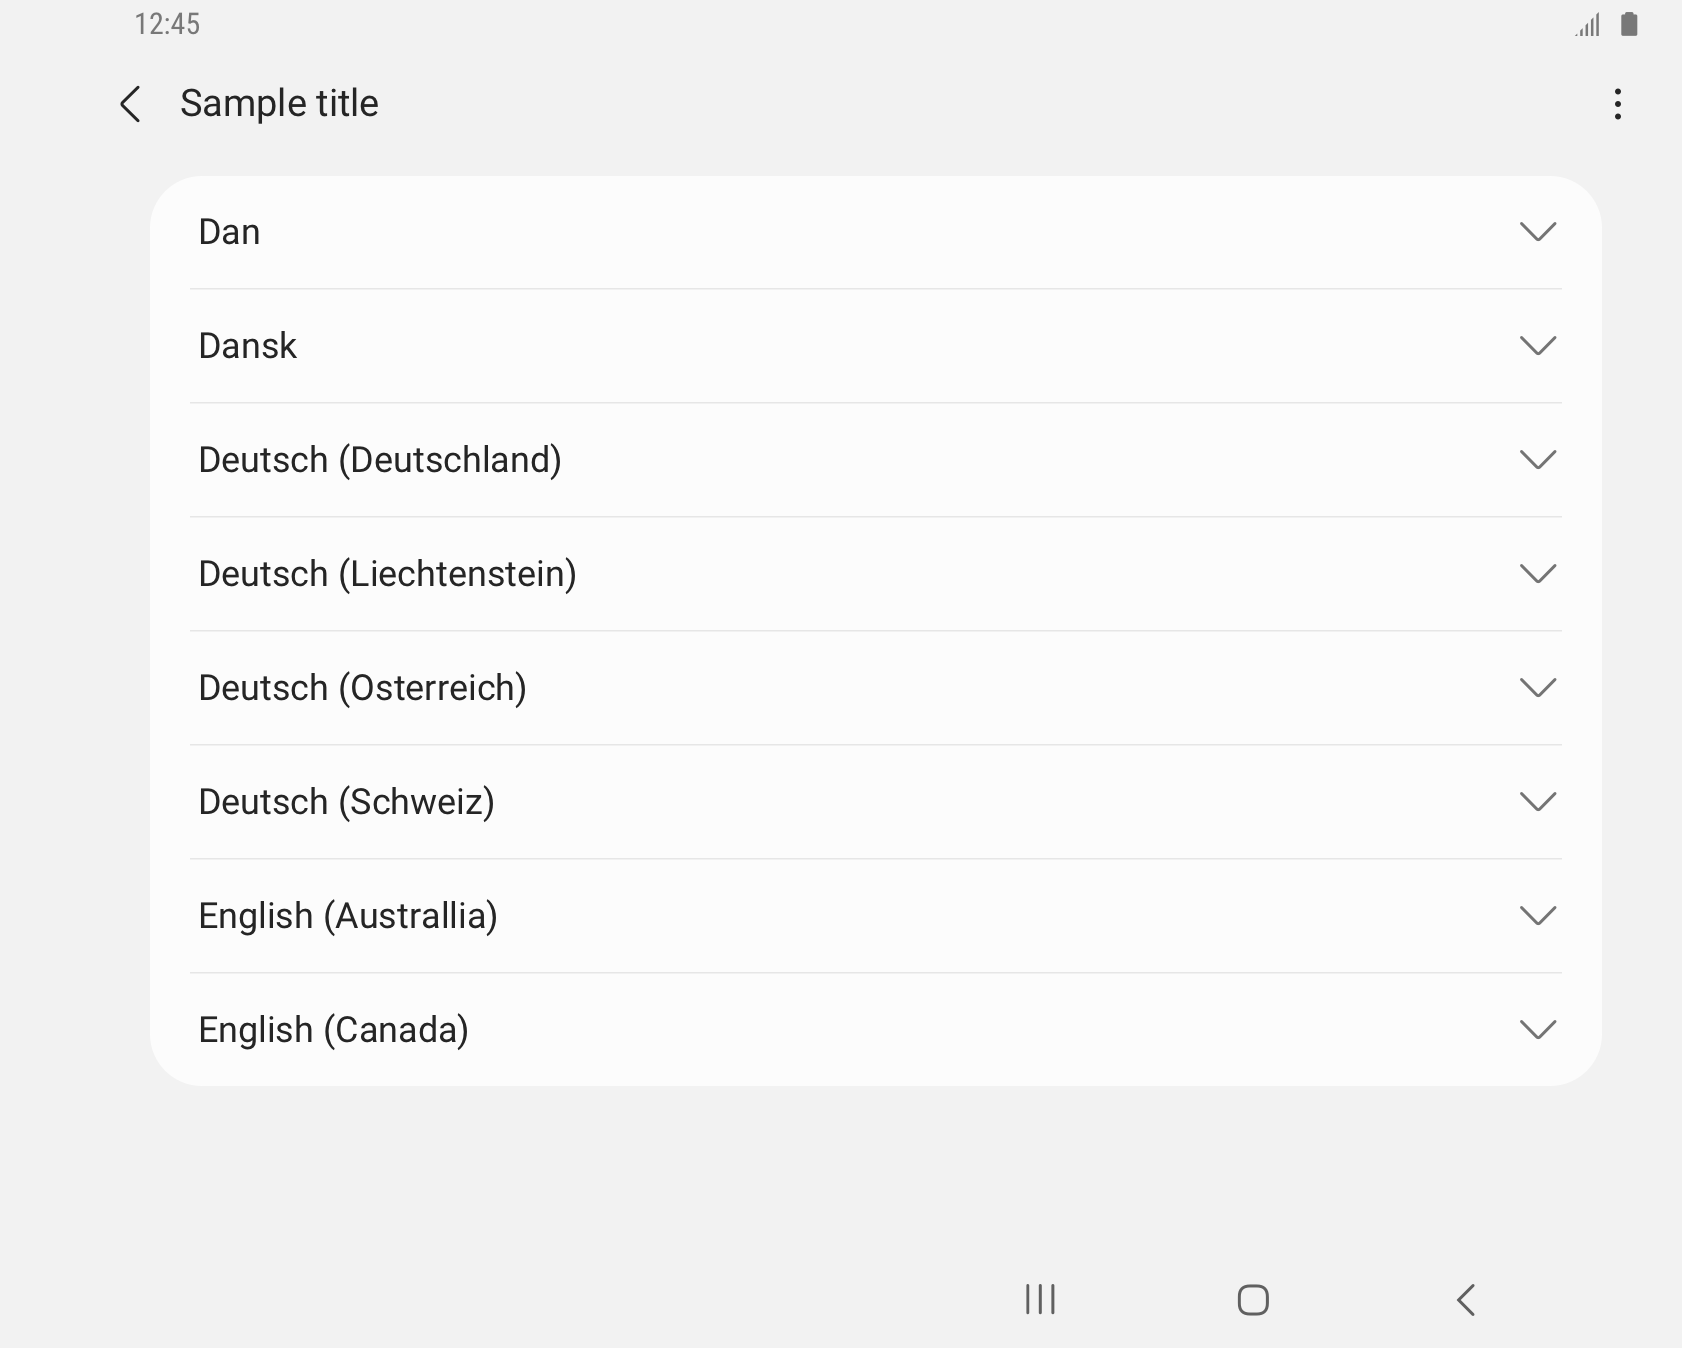 12:45
Sample title
Dan
Dansk
Deutsch (Deutschland)
Deutsch (Liechtenstein)
Deutsch (Osterreich)
Deutsch (Schweiz)
English (Australlia)
English (Canada)